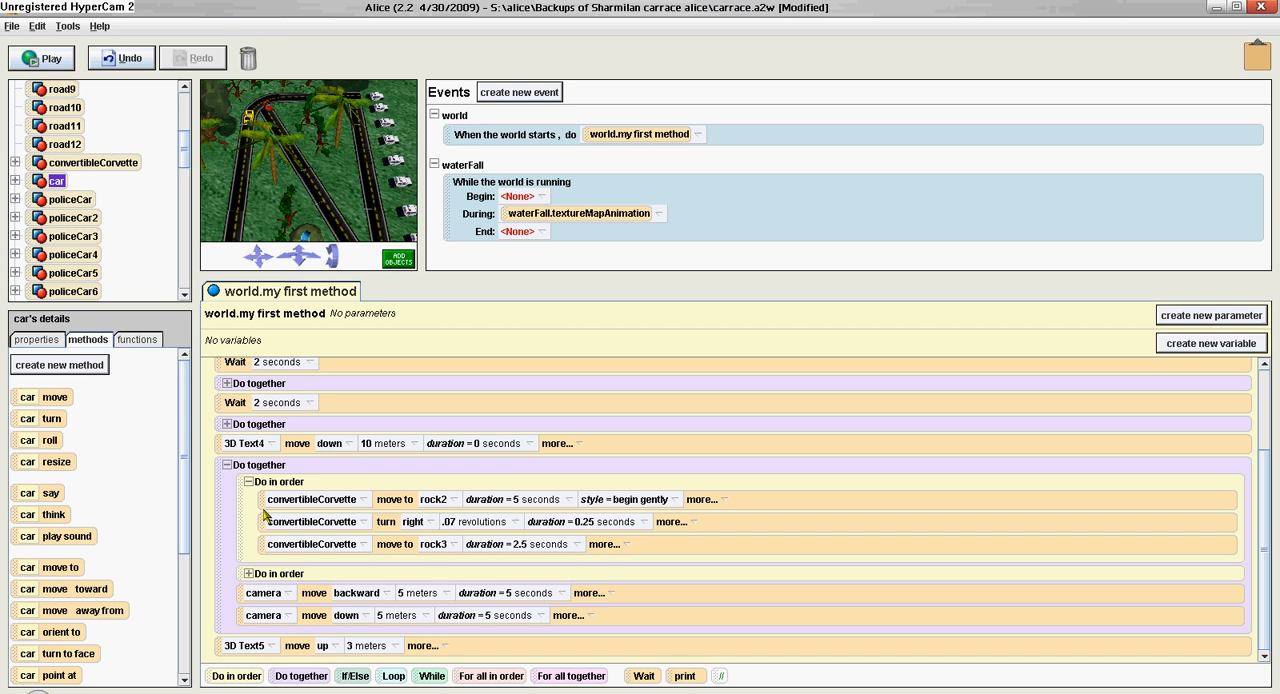 Unregistered HyperCam 2
Alice (2.2 4/30/2009) - S:\alice\Backups of Sharmilan carrace alice\carrace.a2w [Modified]
File Edit Tools Help
Play Undo Redo
road9
road10
road11
road12
convertibleCorvette
car
policeCar
policeCar2
policeCar3
policeCar4
policeCar5
policeCar6
ADD OBJECTS
Events create new event
world
When the world starts, do world.my first method
waterFall
While the world is running
Begin: <None>
During: waterFall.textureMapAnimation
End: <None>
car's details
properties methods functions
create new method
car move
car turn
car roll
car resize
car say
car think
car play sound
car move to
car move toward
car move away from
car orient to
car turn to face
car point at
world.my first method
world.my first method No parameters
create new parameter
No variables
create new variable
Wait 2 seconds
Do together
Wait 2 seconds
Do together
3D Text4 move down 10 meters duration = 0 seconds more...
Do together
Do in order
convertibleCorvette move to rock2 duration = 5 seconds style = begin gently more...
convertibleCorvette turn right .07 revolutions duration = 0.25 seconds more...
convertibleCorvette move to rock3 duration = 2.5 seconds more...
Do in order
camera move backward 5 meters duration = 5 seconds more...
camera move down 5 meters duration = 5 seconds more...
3D Text5 move up 3 meters more...
Do in order Do together If/Else Loop While For all in order For all together Wait print //